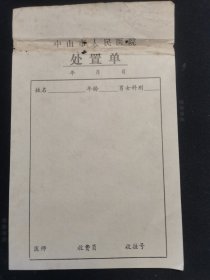 中山市人民医院
处置单
年 月 日
姓名 年龄 男女科别
医师 收费员 收挂号